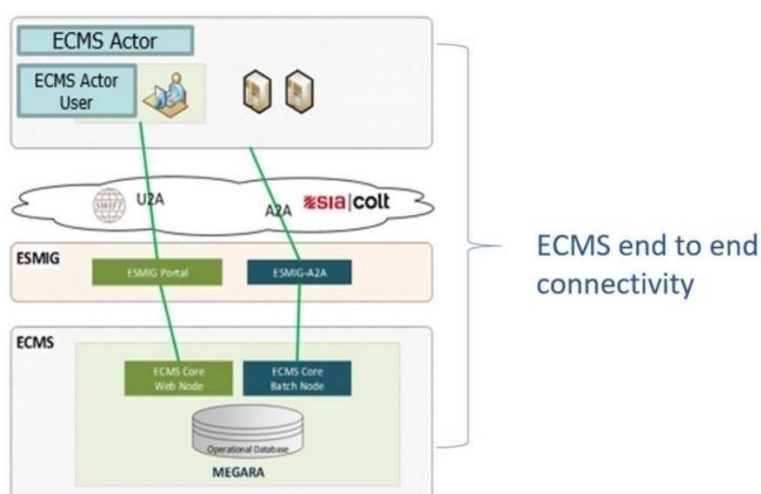 ECMS Actor
ECMS Actor
User
SWIFT
U2A
A2A
sia|colt
ESMIG
ESMIG Portal
ESMIG-A2A
ECMS end to end
connectivity
ECMS
ECMS Core
Web Node
ECMS Core
Batch Node
Operational Database
MEGARA